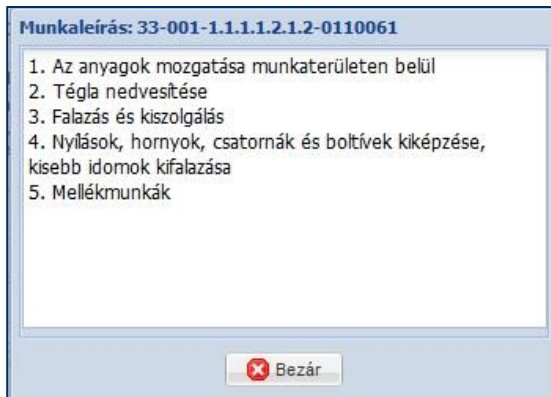 Munkaleírás: 33-001-1.1.1.1.2.1.2-0110061
1. Az anyagok mozgatása munkaterületen belül
2. Tégla nedvesítése
3. Falazás és kiszolgálás
4. Nyílások, hornyok, csatornák és boltívek kiképzése,
kisebb idomok kifalazása
5. Mellékmunkák
Bezár